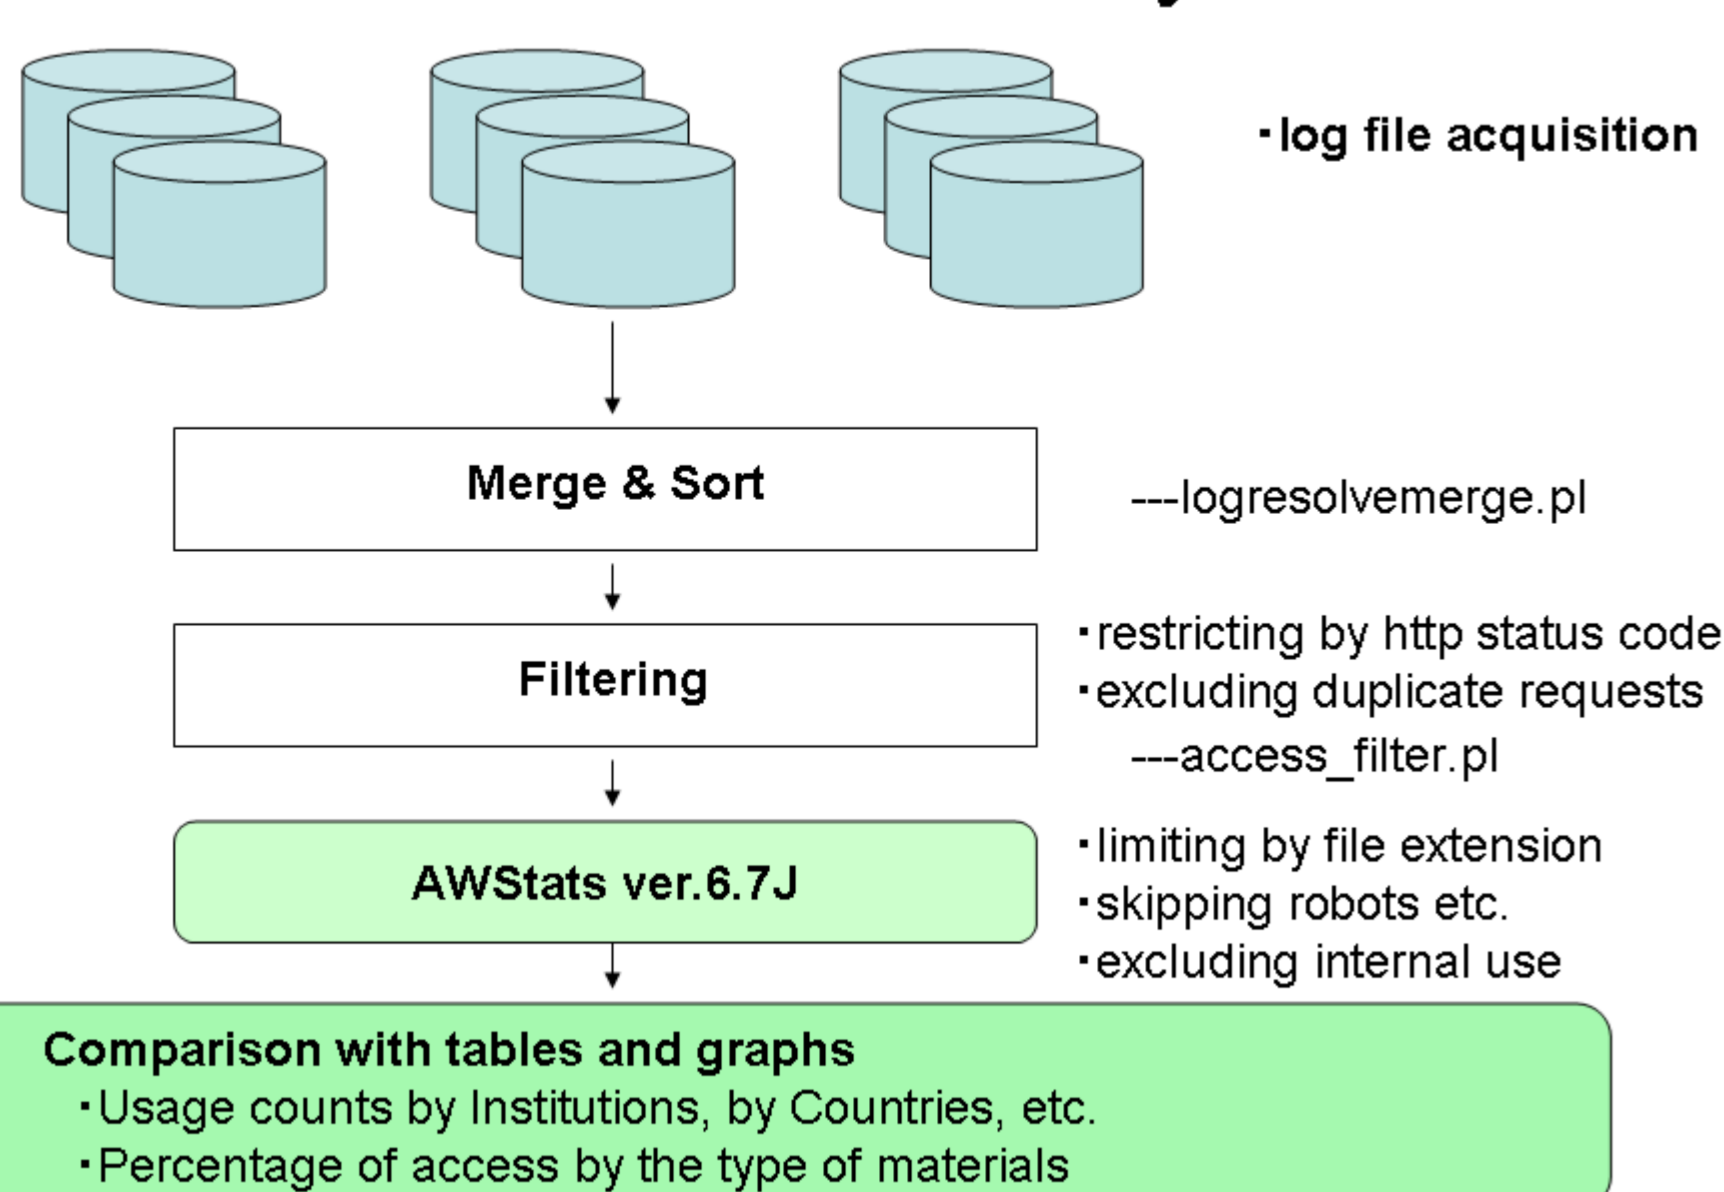 ・log file acquisition
Merge & Sort
---logresolvemerge.pl
Filtering
・restricting by http status code
・excluding duplicate requests
---access_filter.pl
AWStats ver.6.7J
・limiting by file extension
・skipping robots etc.
・excluding internal use
Comparison with tables and graphs
・Usage counts by Institutions, by Countries, etc.
・Percentage of access by the type of materials